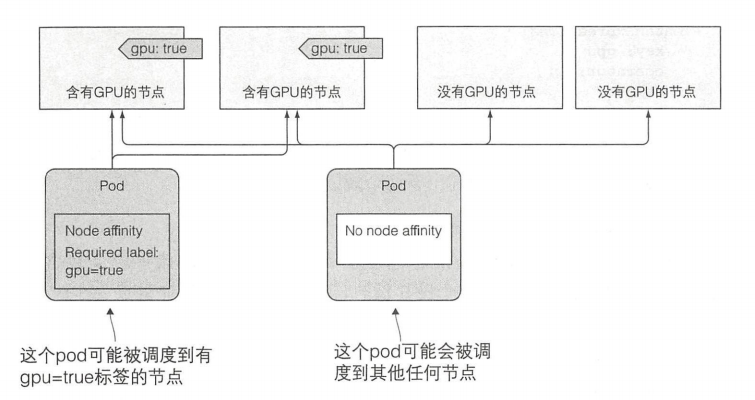 gpu: true
gpu: true
含有GPU的节点
含有GPU的节点
没有GPU的节点
没有GPU的节点
Pod
Pod
Node affinity
Required label:
gpu=true
No node affinity
这个pod可能被调度到有
gpu=true标签的节点
这个pod可能会被调
度到其他任何节点